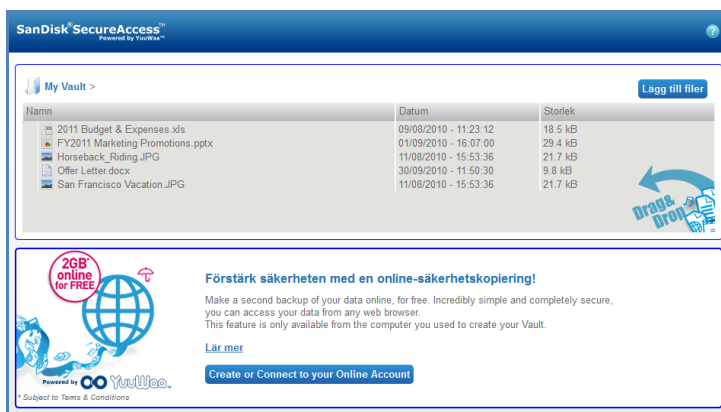 SanDisk®SecureAccess™
Powered by YuuWaa™
?
My Vault >
Lägg till filer
Namn Datum Storlek
2011 Budget & Expenses.xls 09/08/2010 - 11:23:12 18.5 kB
FY2011 Marketing Promotions.pptx 01/09/2010 - 16:07:00 29.4 kB
Horseback_Riding.JPG 11/08/2010 - 15:53:36 21.7 kB
Offer Letter.docx 30/09/2010 - 11:50:30 9.8 kB
San Francisco Vacation.JPG 11/08/2010 - 15:53:36 21.7 kB
Drag&
Drop
2GB*
online
for FREE
Förstärk säkerheten med en online-säkerhetskopiering!
Make a second backup of your data online, for free. Incredibly simple and completely secure,
you can access your data from any web browser.
This feature is only available from the computer you used to create your Vault.
Lär mer
Create or Connect to your Online Account
Powered by YuuWaa™
* Subject to Terms & Conditions